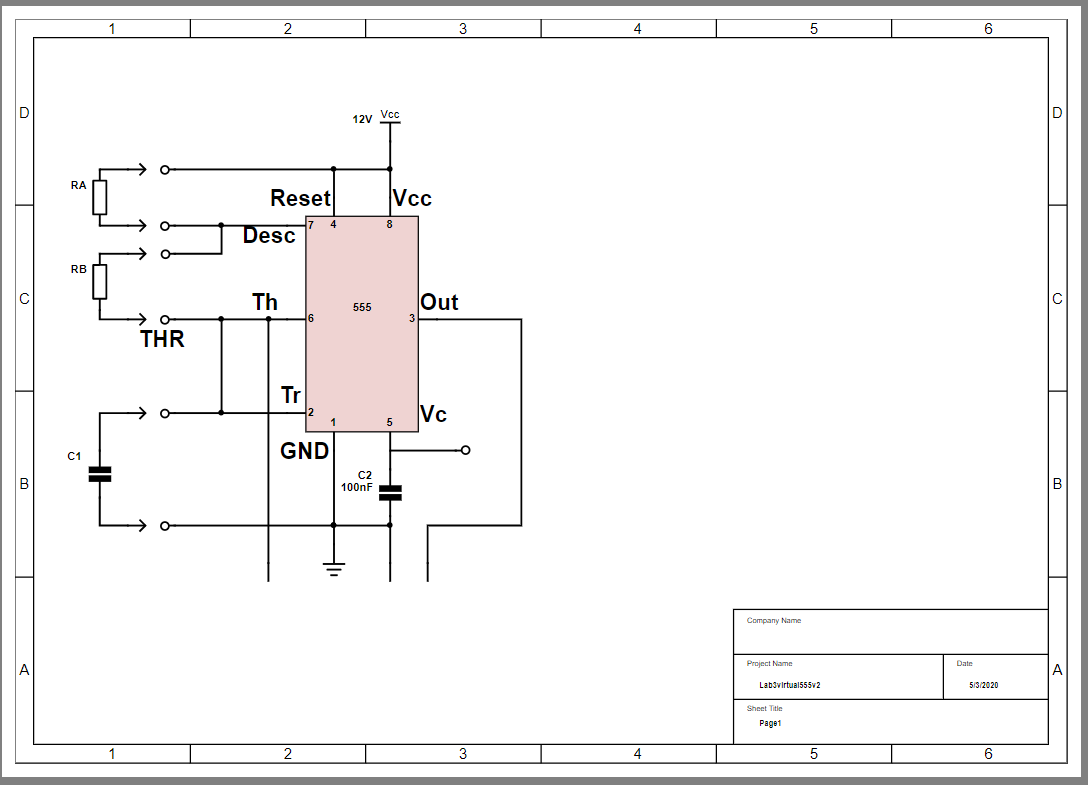 1 2 3 4 5 6
D D
12V Vcc
RA
Reset Vcc
7 4 8
Desc
RB
C C
Th Out
555
6 3
THR
Tr
2
Vc
1 5
GND
C1
C2
100nF
B B
Company Name
Project Name Date
Lab3virtual555v2 5/3/2020
A A
Sheet Title
Page1
1 2 3 4 5 6